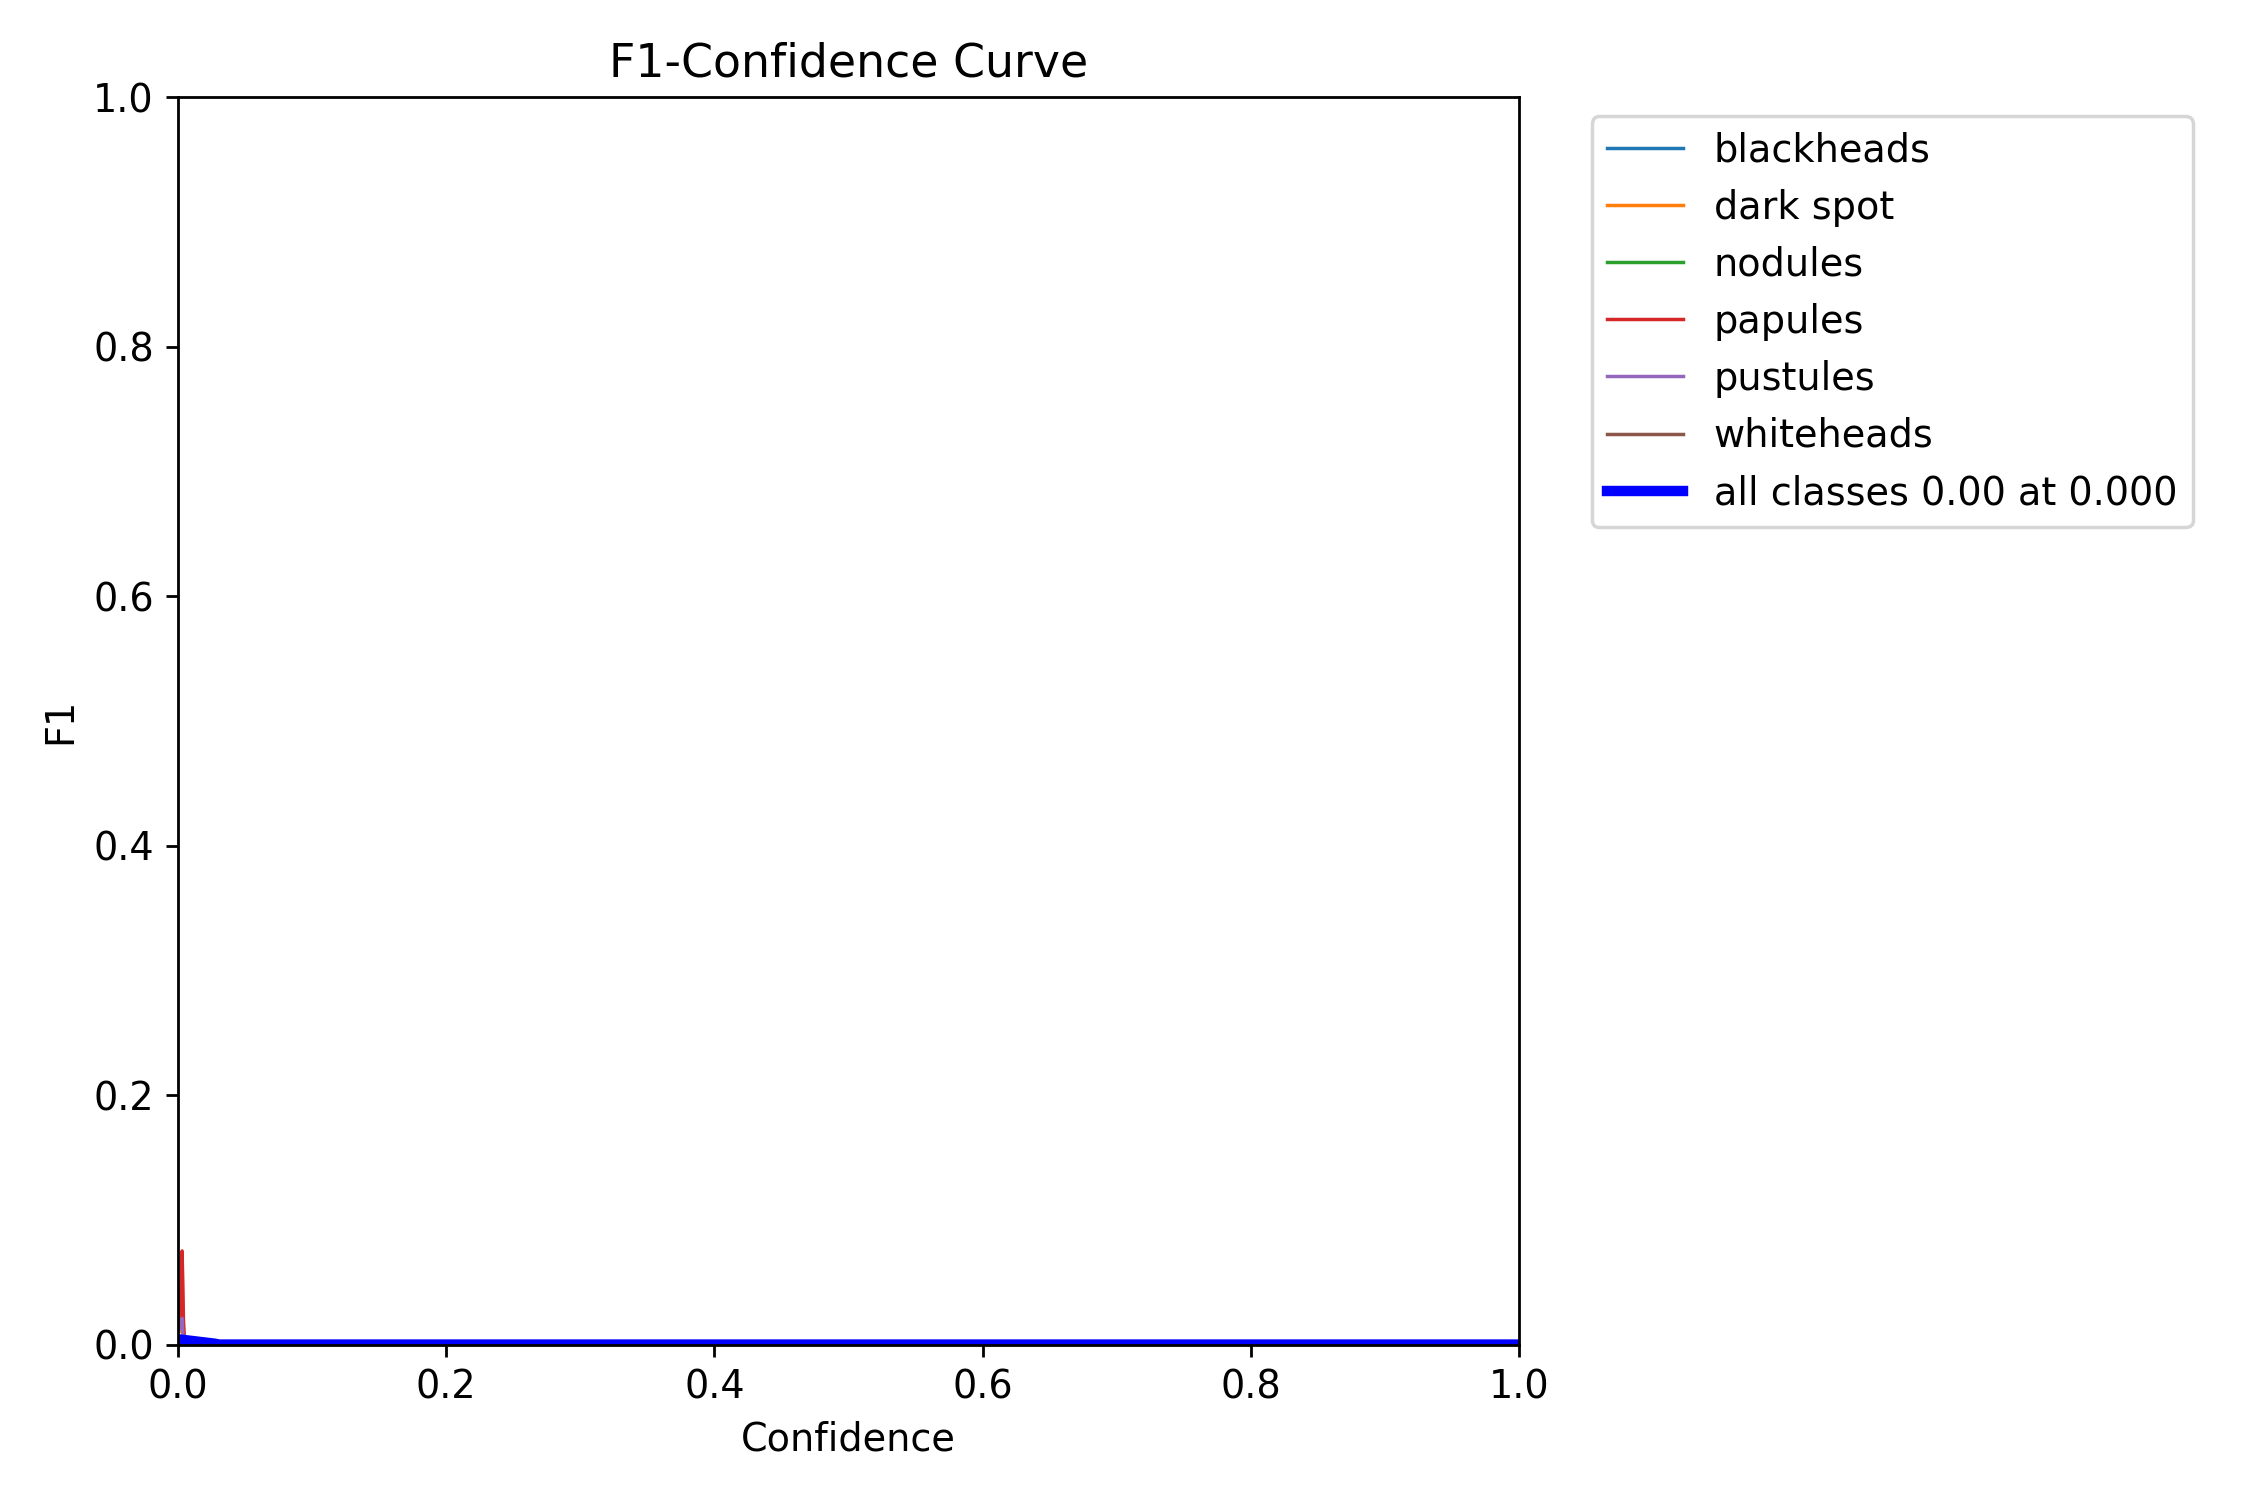 F1-Confidence Curve
1.0
0.8
0.6
0.4
0.2
0.0
F1
0.0 0.2 0.4 0.6 0.8 1.0
Confidence
blackheads
dark spot
nodules
papules
pustules
whiteheads
all classes 0.00 at 0.000